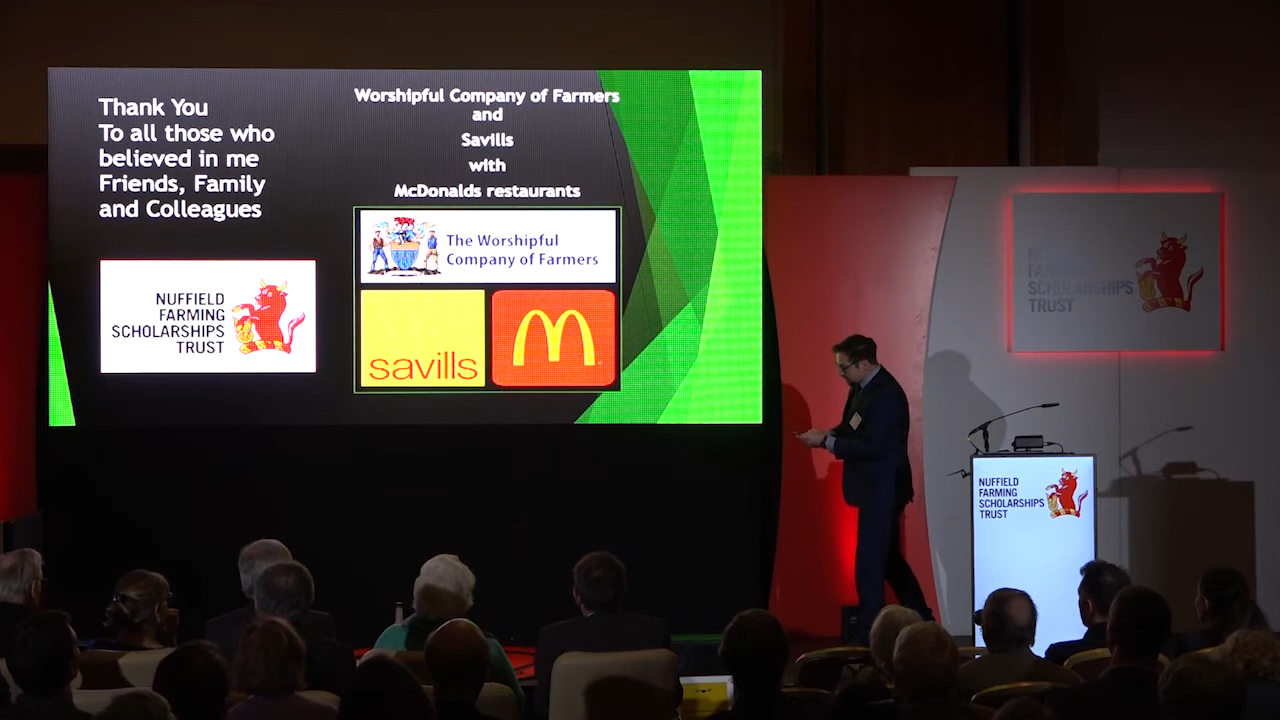 Thank You
To all those who
believed in me
Friends, Family
and Colleagues
Worshipful Company of Farmers
and
Savills
with
McDonalds restaurants
The Worshipful
Company of Farmers
NUFFIELD
FARMING
SCHOLARSHIPS
TRUST
savills
NUFFIELD
FARMING
SCHOLARSHIPS
TRUST
NUFFIELD
FARMING
SCHOLARSHIPS
TRUST